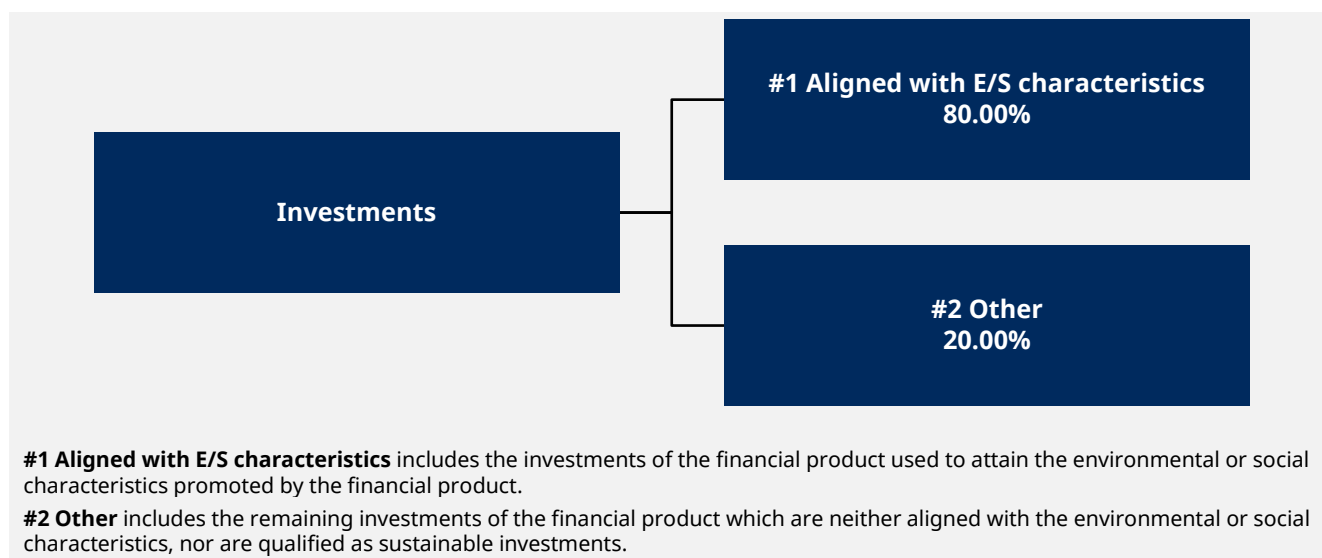 #1 Aligned with E/S characteristics
80.00%
Investments
#2 Other
20.00%
#1 Aligned with E/S characteristics includes the investments of the financial product used to attain the environmental or social
characteristics promoted by the financial product.
#2 Other includes the remaining investments of the financial product which are neither aligned with the environmental or social
characteristics, nor are qualified as sustainable investments.